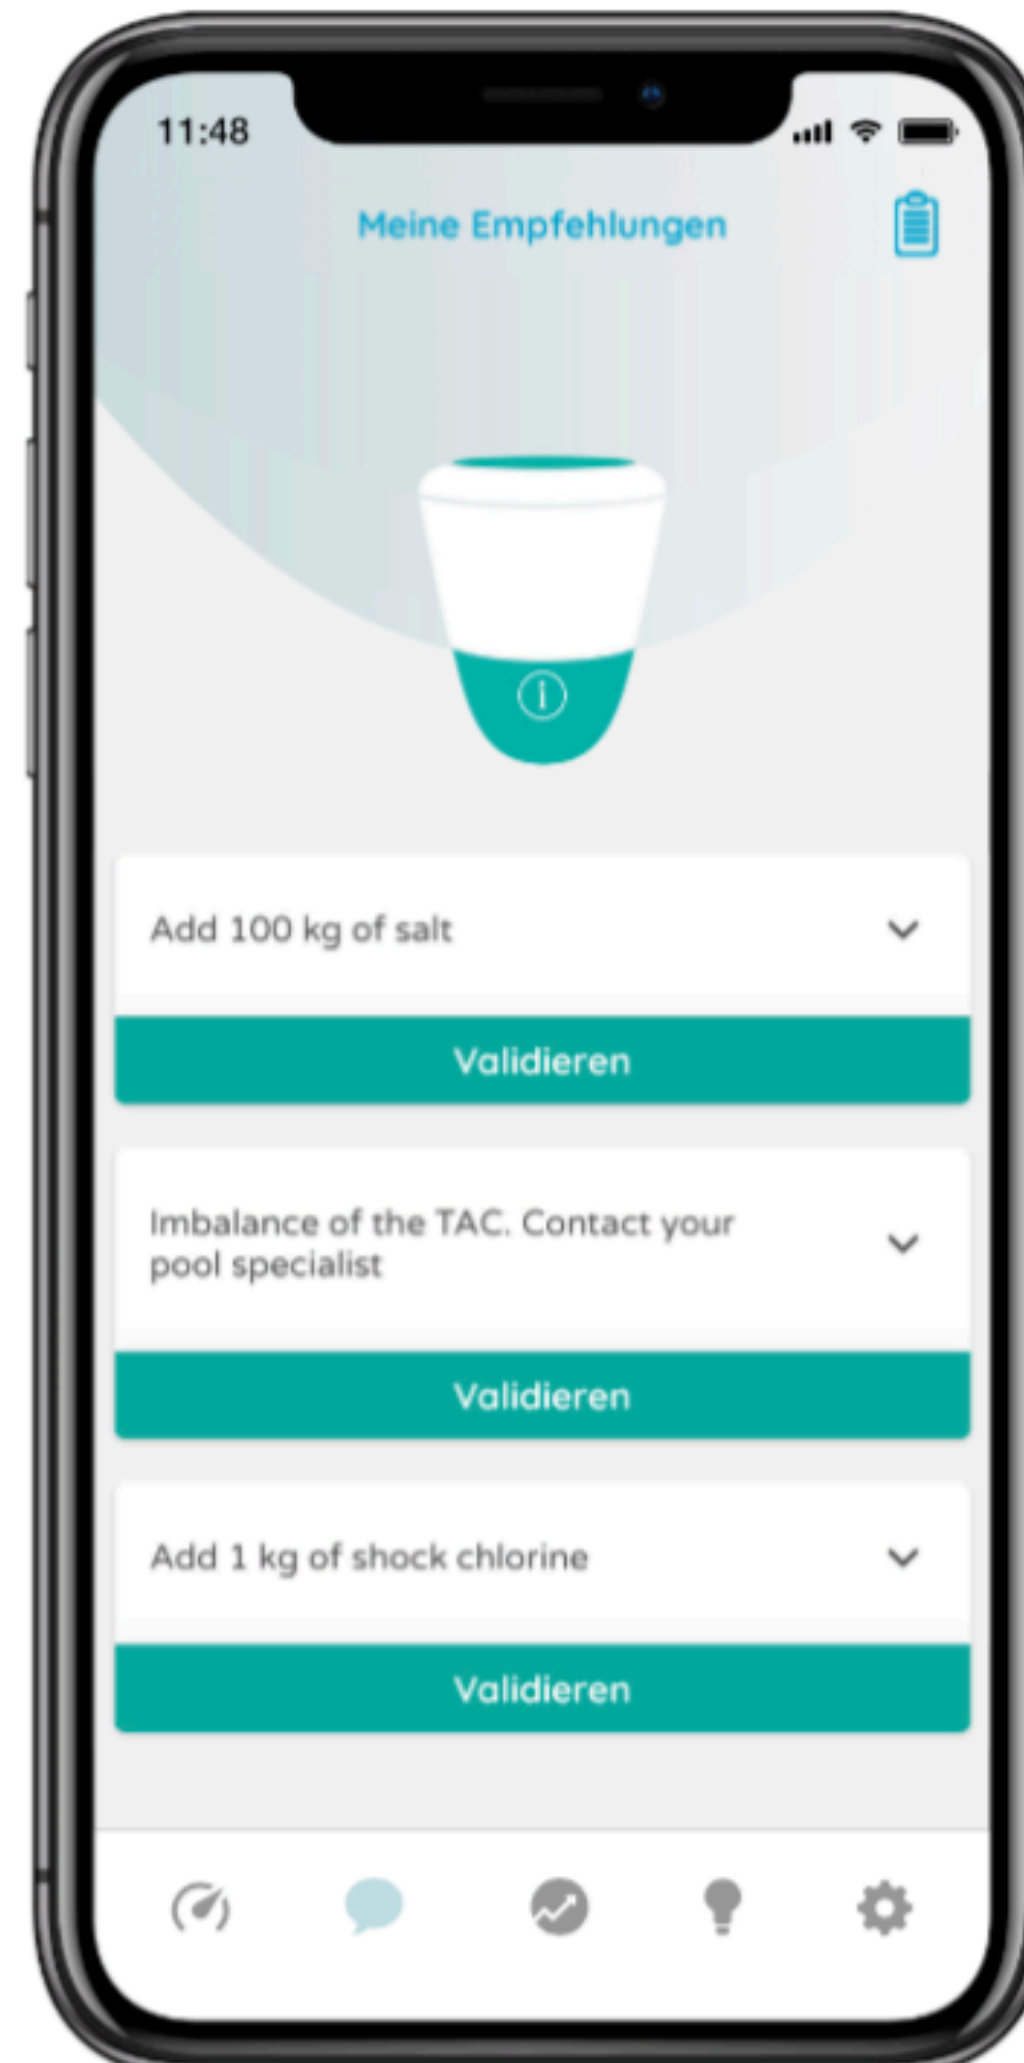 11:48
Meine Empfehlungen
Add 100 kg of salt
Validieren
Imbalance of the TAC. Contact your
pool specialist
Validieren
Add 1 kg of shock chlorine
Validieren